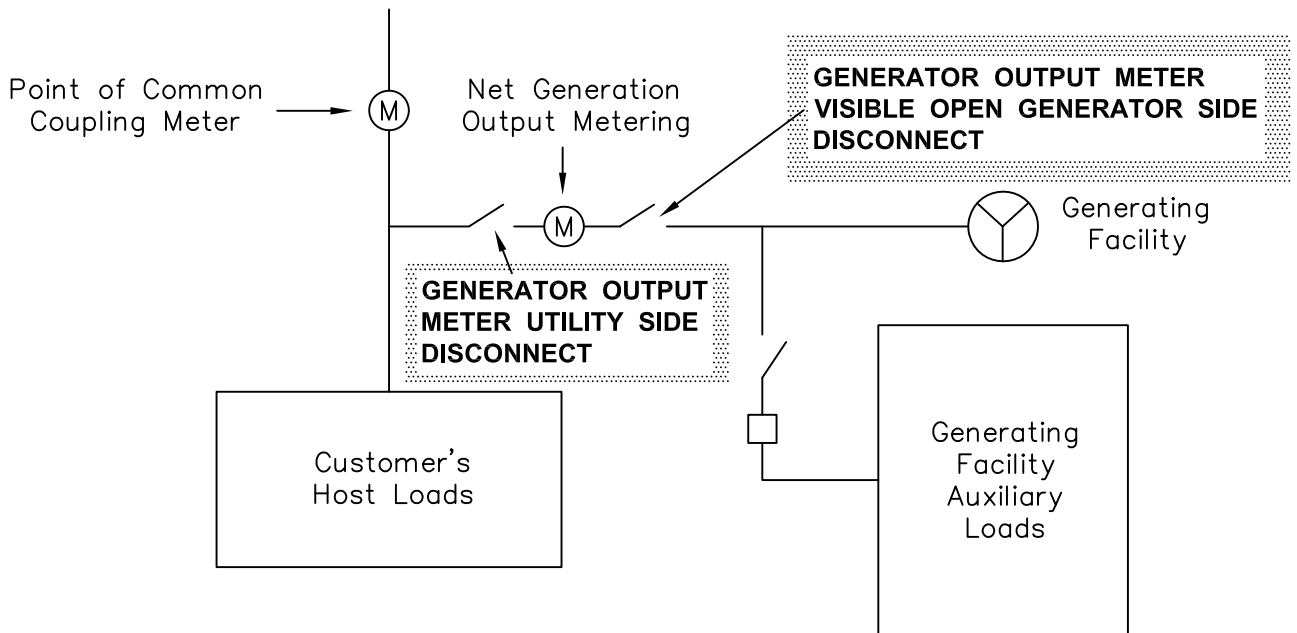 Point of Common
Coupling Meter
M
Net Generation
Output Metering
GENERATOR OUTPUT METER
VISIBLE OPEN GENERATOR SIDE
DISCONNECT
M
Generating
Facility
GENERATOR OUTPUT
METER UTILITY SIDE
DISCONNECT
Customer's
Host Loads
Generating
Facility
Auxiliary
Loads